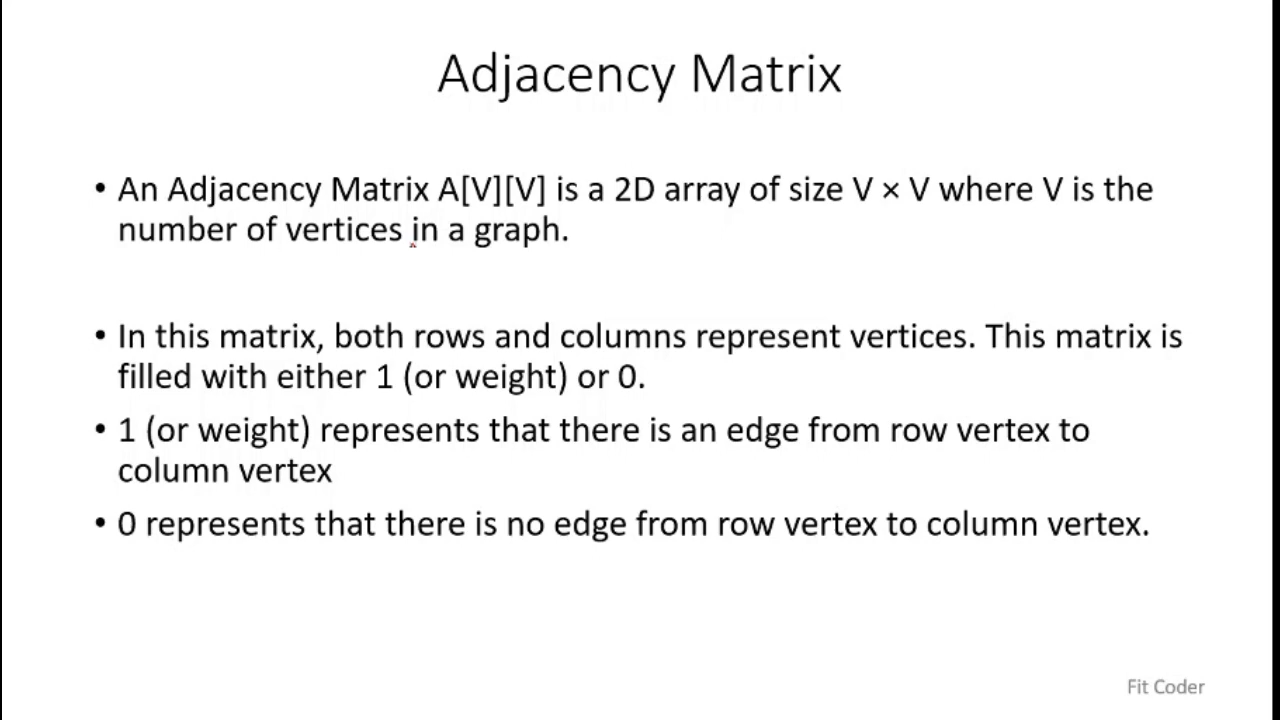 Adjacency Matrix
• An Adjacency Matrix A[V][V] is a 2D array of size V × V where V is the
number of vertices in a graph.
• In this matrix, both rows and columns represent vertices. This matrix is
filled with either 1 (or weight) or 0.
• 1 (or weight) represents that there is an edge from row vertex to
column vertex
• 0 represents that there is no edge from row vertex to column vertex.
Fit Coder